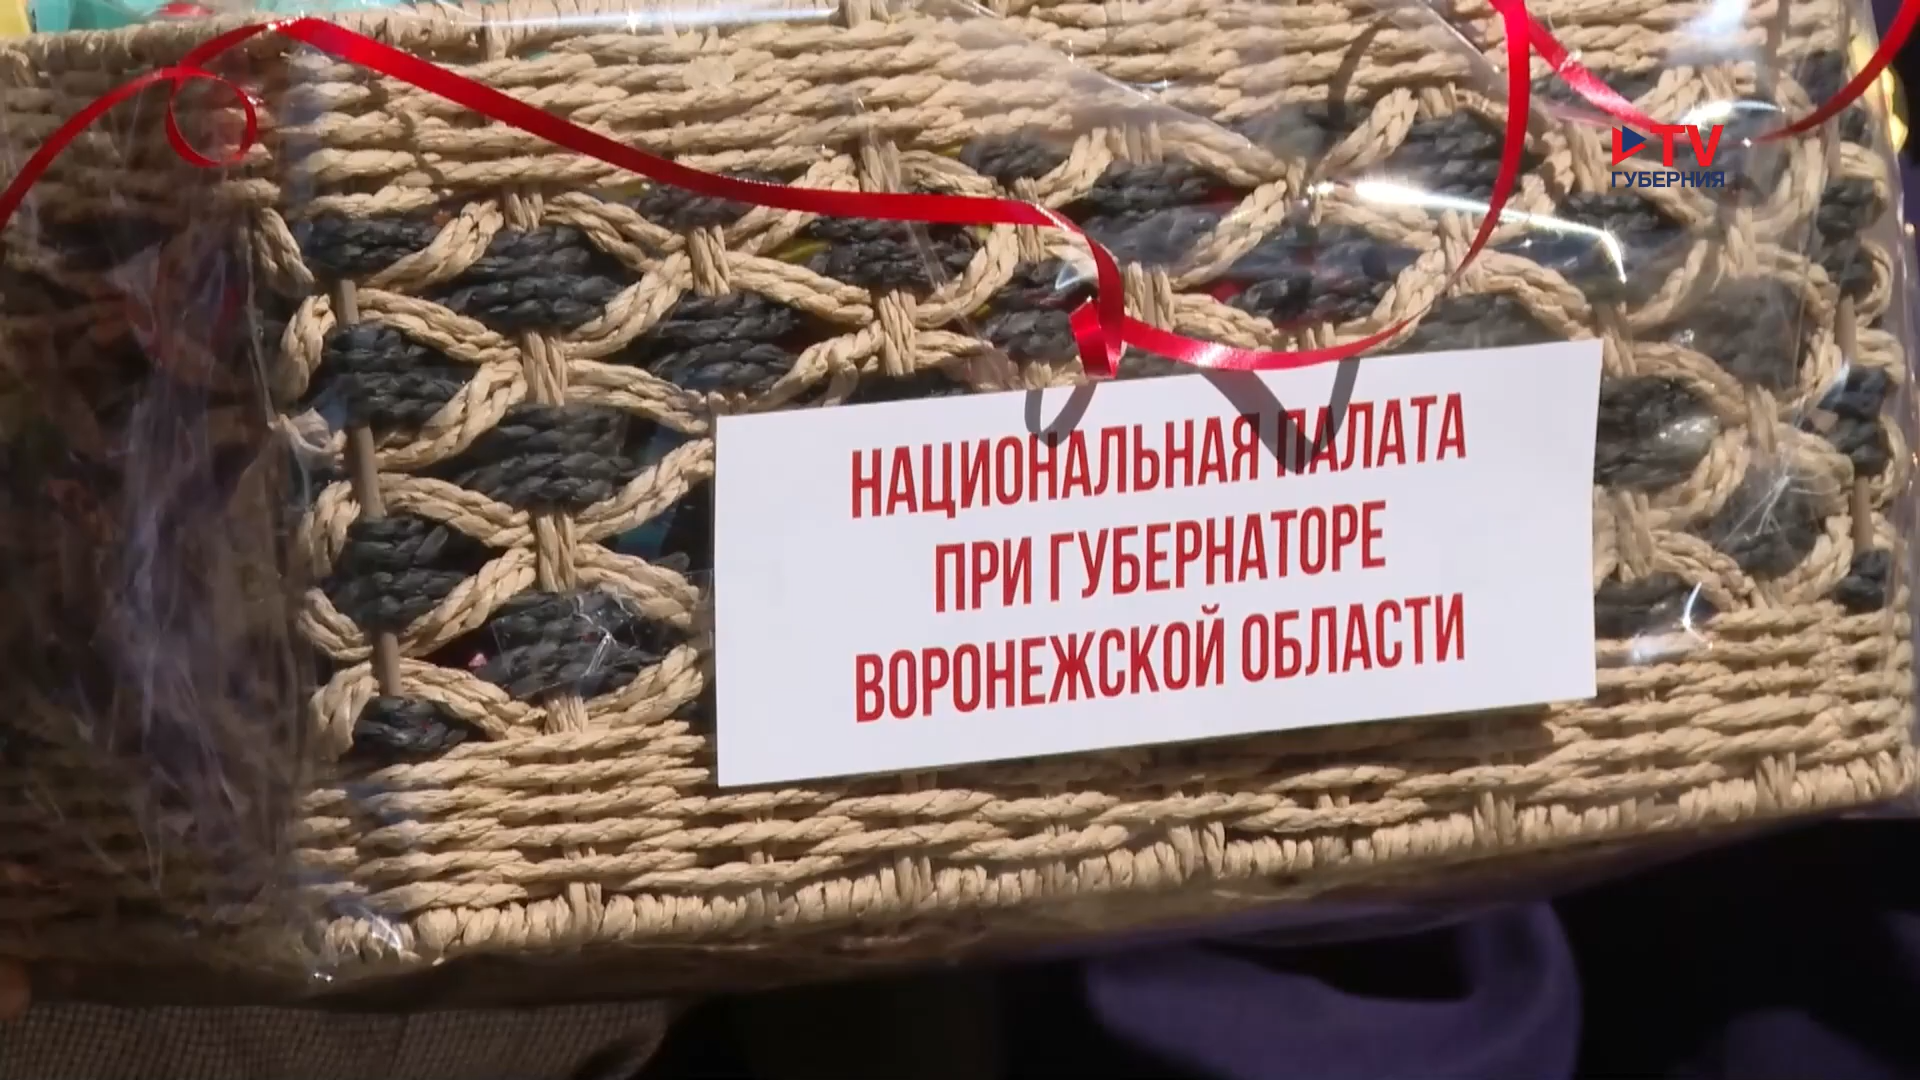 TV
ГУБЕРНИЯ
НАЦИОНАЛЬНАЯ ПАЛАТА
ПРИ ГУБЕРНАТОРЕ
ВОРОНЕЖСКОЙ ОБЛАСТИ